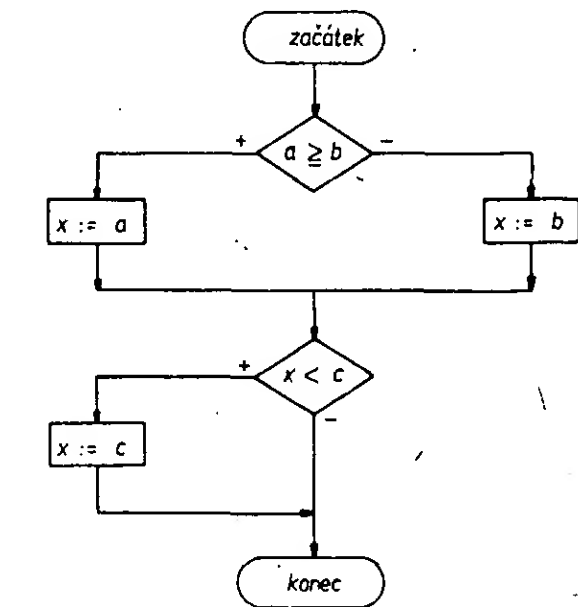 začátek
+
a ≥ b
−
x := a
x := b
+
x < c
−
x := c
konec